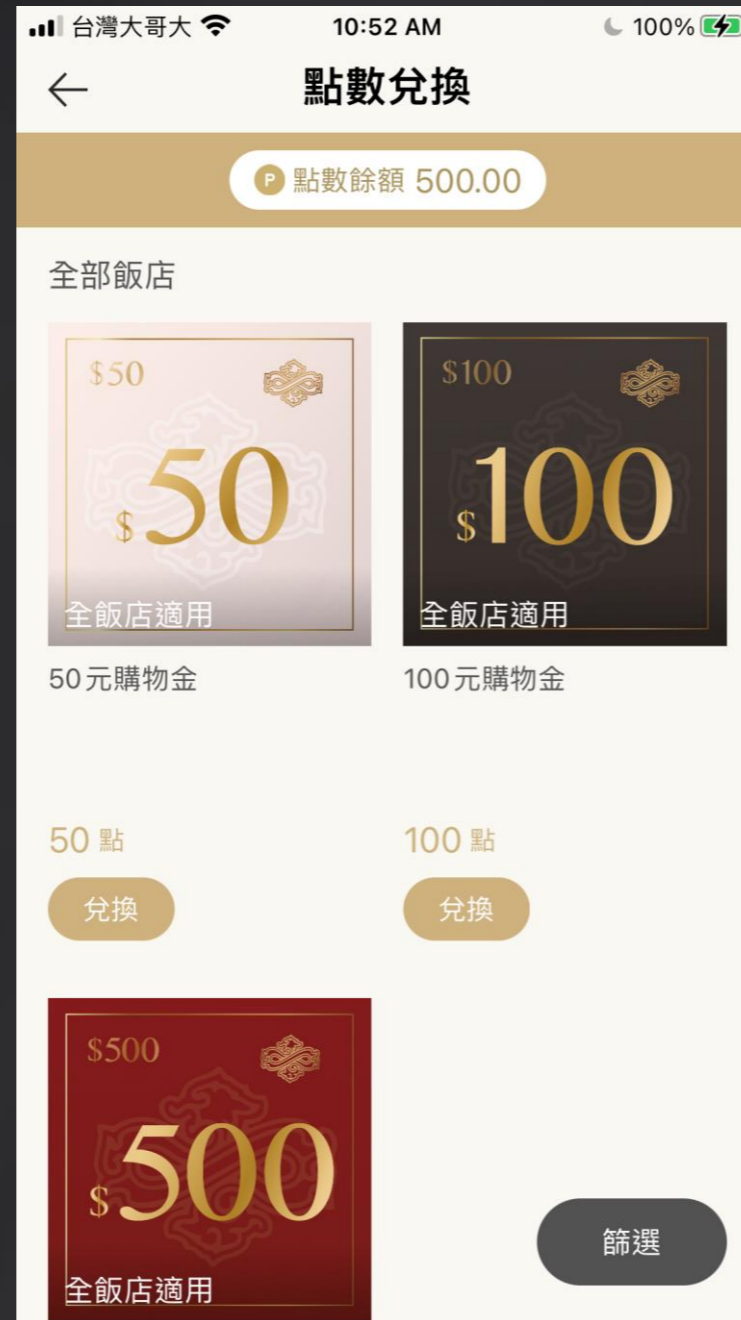 台灣大哥大 10:52 AM 100%
點數兌換
P 點數餘額 500.00
全部飯店
$50 $100
$50 $100
全飯店適用 全飯店適用
50元購物金 100元購物金
50 點 100 點
兌換 兌換
$500
$500
篩選
全飯店適用